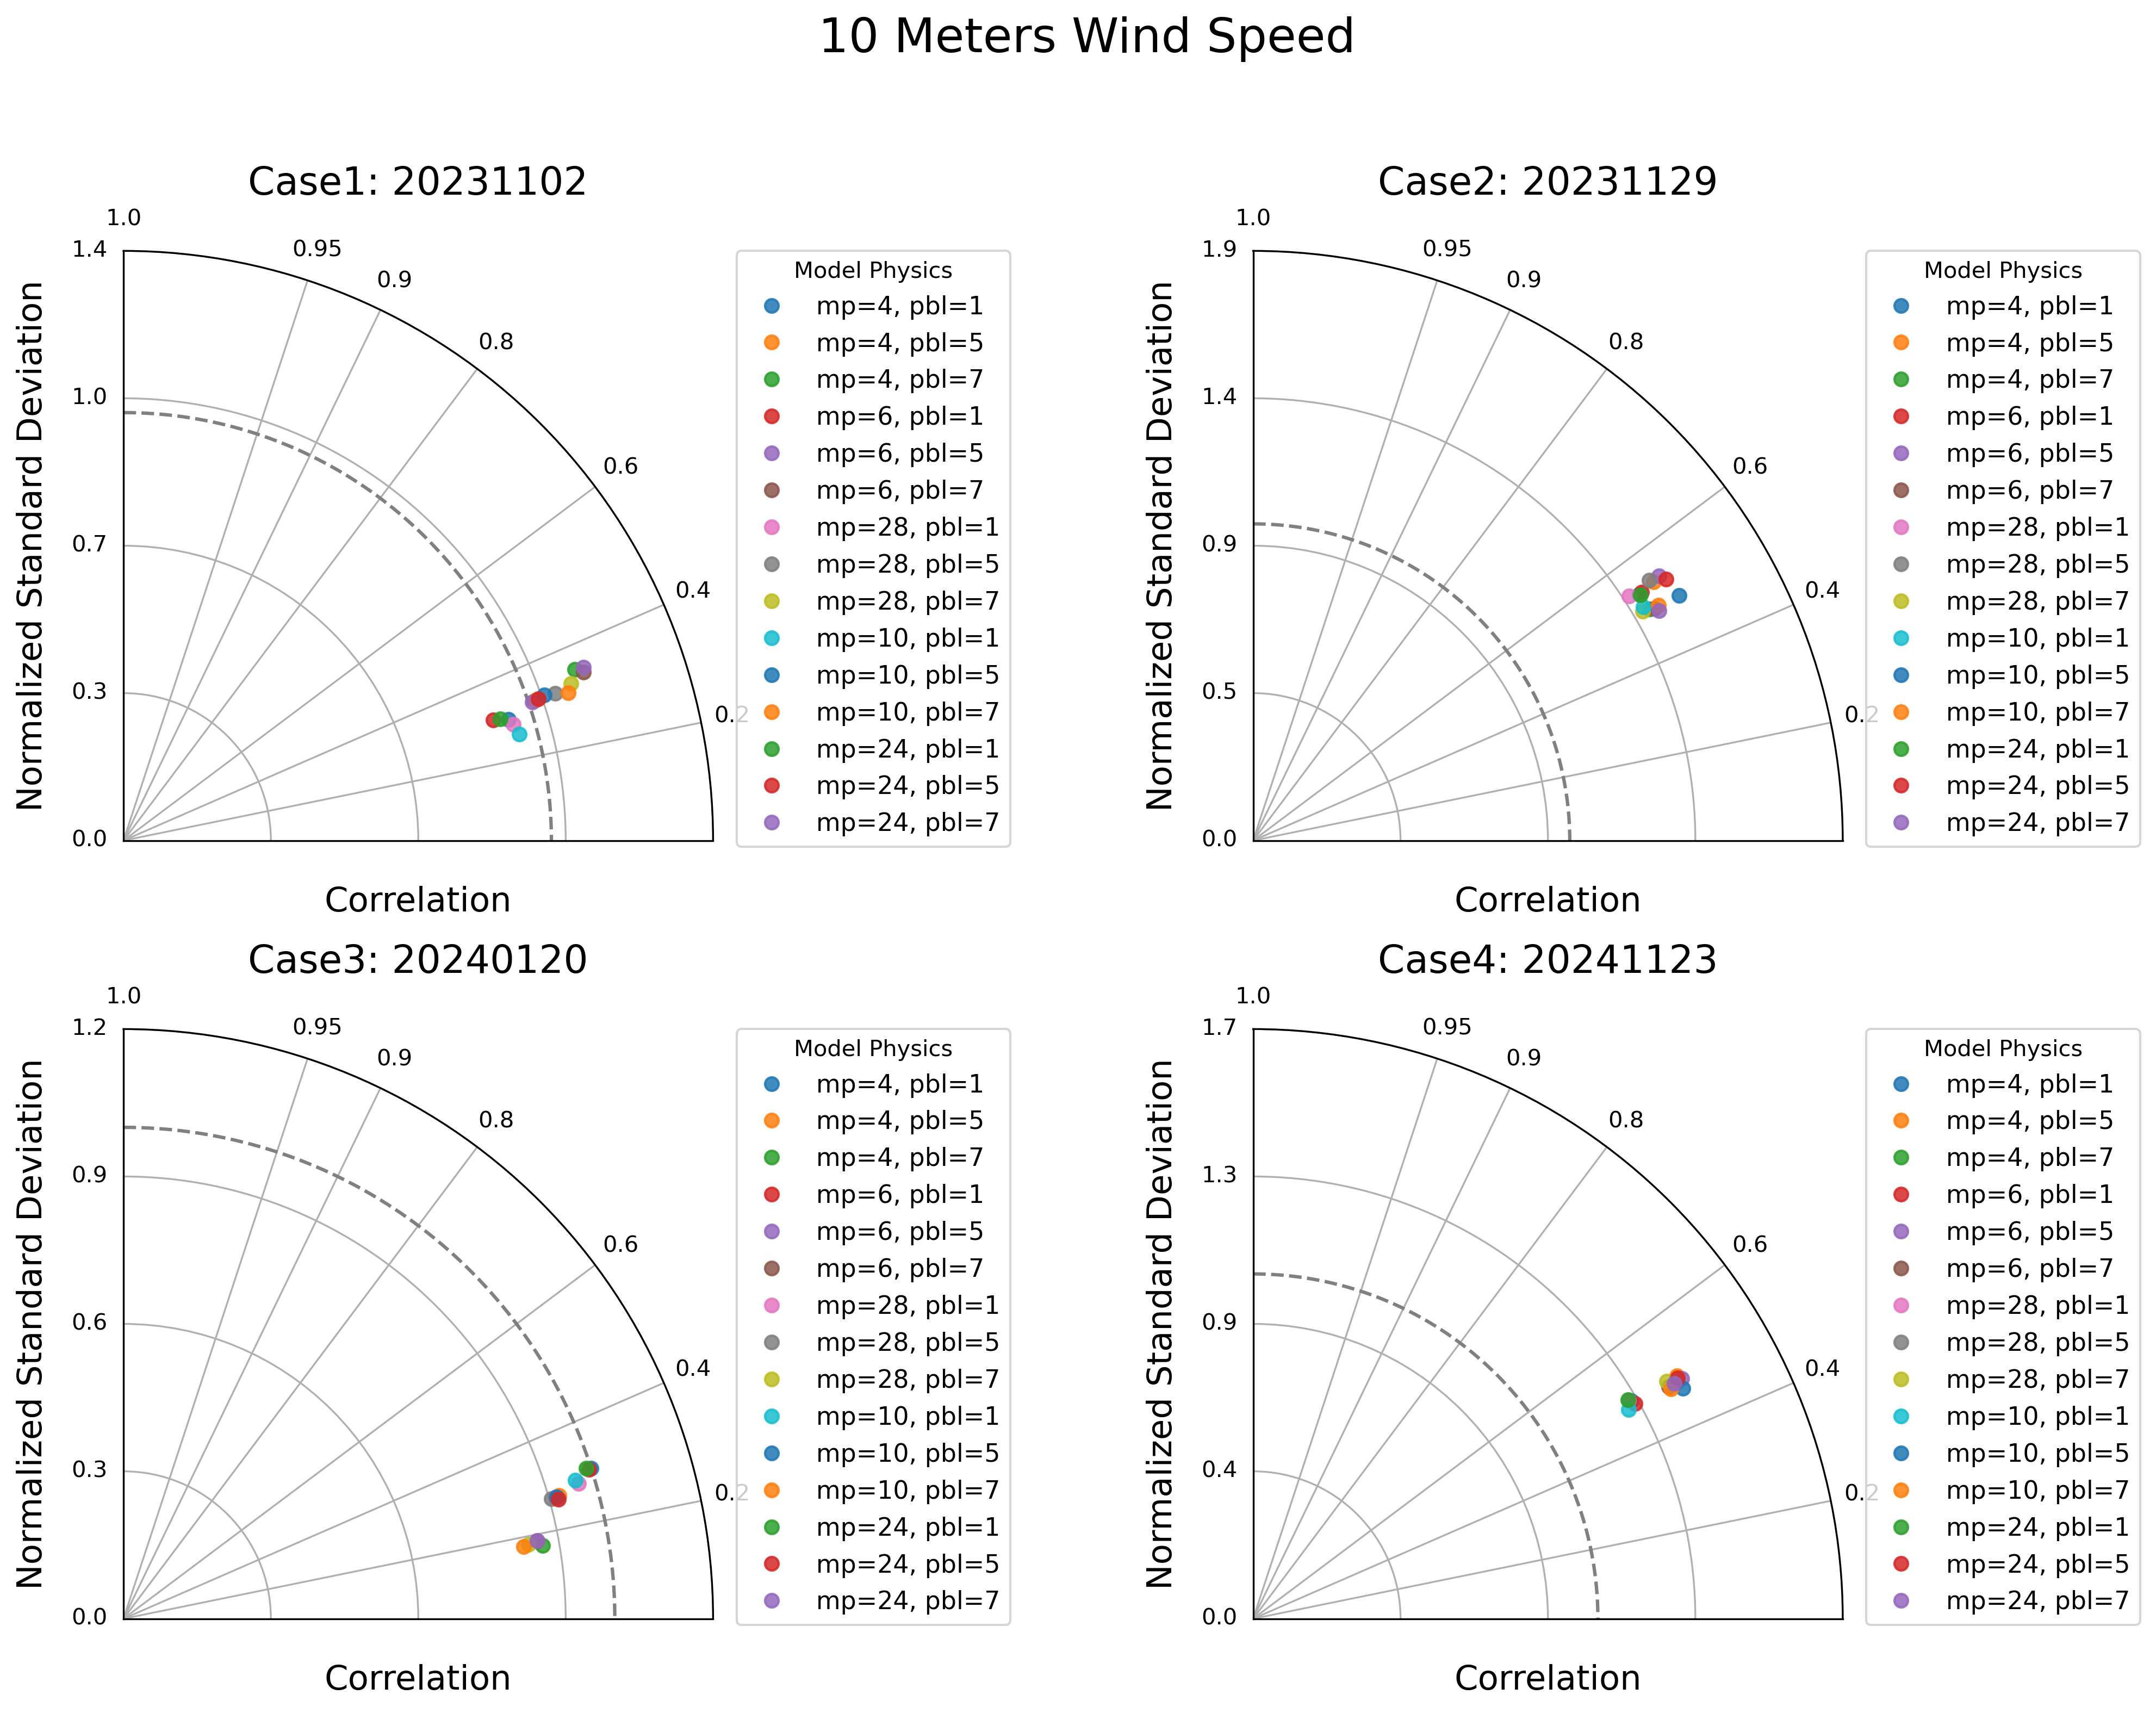 10 Meters Wind Speed
Case1: 20231102
1.0
0.95
0.9
0.8
0.6
0.4
0.2
1.4
1.0
0.7
0.3
0.0
Normalized Standard Deviation
Correlation
Model Physics
mp=4, pbl=1
mp=4, pbl=5
mp=4, pbl=7
mp=6, pbl=1
mp=6, pbl=5
mp=6, pbl=7
mp=28, pbl=1
mp=28, pbl=5
mp=28, pbl=7
mp=10, pbl=1
mp=10, pbl=5
mp=10, pbl=7
mp=24, pbl=1
mp=24, pbl=5
mp=24, pbl=7
Case2: 20231129
1.0
0.95
0.9
0.8
0.6
0.4
0.2
1.9
1.4
0.9
0.5
0.0
Normalized Standard Deviation
Correlation
Model Physics
mp=4, pbl=1
mp=4, pbl=5
mp=4, pbl=7
mp=6, pbl=1
mp=6, pbl=5
mp=6, pbl=7
mp=28, pbl=1
mp=28, pbl=5
mp=28, pbl=7
mp=10, pbl=1
mp=10, pbl=5
mp=10, pbl=7
mp=24, pbl=1
mp=24, pbl=5
mp=24, pbl=7
Case3: 20240120
1.0
0.95
0.9
0.8
0.6
0.4
0.2
1.2
0.9
0.6
0.3
0.0
Normalized Standard Deviation
Correlation
Model Physics
mp=4, pbl=1
mp=4, pbl=5
mp=4, pbl=7
mp=6, pbl=1
mp=6, pbl=5
mp=6, pbl=7
mp=28, pbl=1
mp=28, pbl=5
mp=28, pbl=7
mp=10, pbl=1
mp=10, pbl=5
mp=10, pbl=7
mp=24, pbl=1
mp=24, pbl=5
mp=24, pbl=7
Case4: 20241123
1.0
0.95
0.9
0.8
0.6
0.4
0.2
1.7
1.3
0.9
0.4
0.0
Normalized Standard Deviation
Correlation
Model Physics
mp=4, pbl=1
mp=4, pbl=5
mp=4, pbl=7
mp=6, pbl=1
mp=6, pbl=5
mp=6, pbl=7
mp=28, pbl=1
mp=28, pbl=5
mp=28, pbl=7
mp=10, pbl=1
mp=10, pbl=5
mp=10, pbl=7
mp=24, pbl=1
mp=24, pbl=5
mp=24, pbl=7